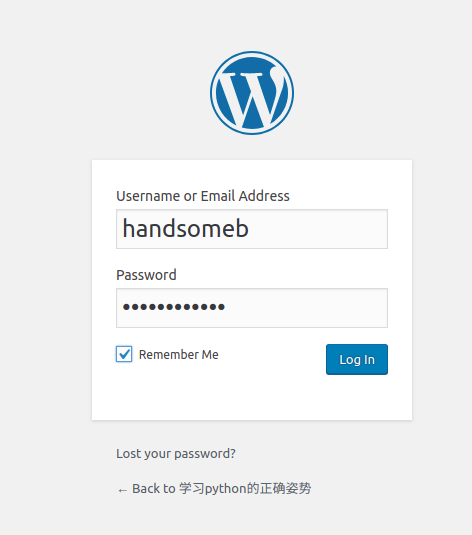 Username or Email Address
handsomeb
Password
••••••••••••
Remember Me
Log In
Lost your password?
← Back to 学习python的正确姿势